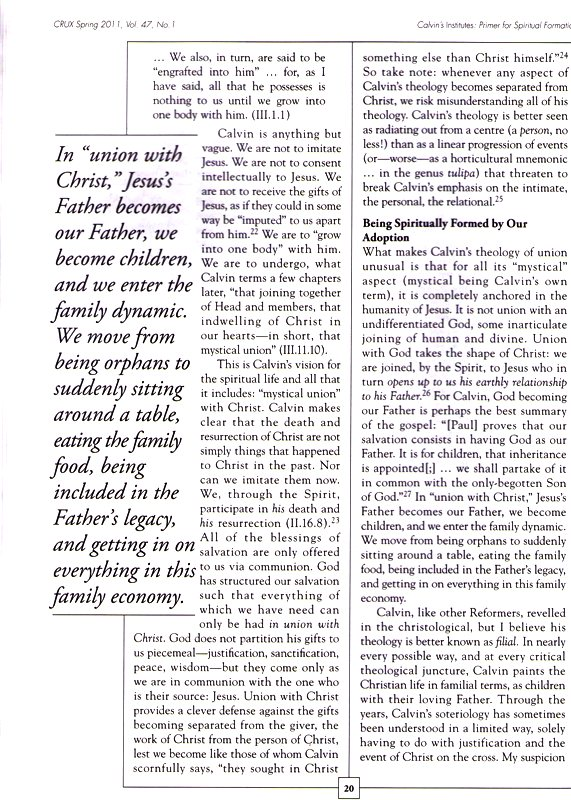 CRUX Spring 2011, Vol. 47, No. 1
Calvin's Institutes: Primer for Spiritual Formatio
… We also, in turn, are said to be
“engrafted into him” … for, as I
have said, all that he possesses is
nothing to us until we grow into
one body with him. (III.1.1)
In “union with
Christ,” Jesus's
Father becomes
our Father, we
become children,
and we enter the
family dynamic.
We move from
being orphans to
suddenly sitting
around a table,
eating the family
food, being
included in the
Father's legacy,
and getting in on
everything in this
family economy.
Calvin is anything but
vague. We are not to imitate
Jesus. We are not to consent
intellectually to Jesus. We
are not to receive the gifts of
Jesus, as if they could in some
way be “imputed” to us apart
from him.22 We are to “grow
into one body” with him.
We are to undergo, what
Calvin terms a few chapters
later, “that joining together
of Head and members, that
indwelling of Christ in
our hearts—in short, that
mystical union” (III.11.10).
This is Calvin's vision for
the spiritual life and all that
it includes: “mystical union”
with Christ. Calvin makes
clear that the death and
resurrection of Christ are not
simply things that happened
to Christ in the past. Nor
can we imitate them now.
We, through the Spirit,
participate in his death and
his resurrection (II.16.8).23
All of the blessings of
salvation are only offered
to us via communion. God
has structured our salvation
such that everything of
which we have need can
only be had in union with
Christ. God does not partition his gifts to
us piecemeal—justification, sanctification,
peace, wisdom—but they come only as
we are in communion with the one who
is their source: Jesus. Union with Christ
provides a clever defense against the gifts
becoming separated from the giver, the
work of Christ from the person of Christ,
lest we become like those of whom Calvin
scornfully says, “they sought in Christ
something else than Christ himself.”24
So take note: whenever any aspect of
Calvin's theology becomes separated from
Christ, we risk misunderstanding all of his
theology. Calvin's theology is better seen
as radiating out from a centre (a person, no
less!) than as a linear progression of events
(or—worse—as a horticultural mnemonic
… in the genus tulipa) that threaten to
break Calvin's emphasis on the intimate,
the personal, the relational.25
Being Spiritually Formed by Our
Adoption
What makes Calvin's theology of union
unusual is that for all its “mystical”
aspect (mystical being Calvin's own
term), it is completely anchored in the
humanity of Jesus. It is not union with an
undifferentiated God, some inarticulate
joining of human and divine. Union
with God takes the shape of Christ: we
are joined, by the Spirit, to Jesus who in
turn opens up to us his earthly relationship
to his Father.26 For Calvin, God becoming
our Father is perhaps the best summary
of the gospel: “[Paul] proves that our
salvation consists in having God as our
Father. It is for children, that inheritance
is appointed[;] … we shall partake of it
in common with the only-begotten Son
of God.”27 In “union with Christ,” Jesus's
Father becomes our Father, we become
children, and we enter the family dynamic.
We move from being orphans to suddenly
sitting around a table, eating the family
food, being included in the Father's legacy,
and getting in on everything in this family
economy.
Calvin, like other Reformers, revelled
in the christological, but I believe his
theology is better known as filial. In nearly
every possible way, and at every critical
theological juncture, Calvin paints the
Christian life in familial terms, as children
with their loving Father. Through the
years, Calvin's soteriology has sometimes
been understood in a limited way, solely
having to do with justification and the
event of Christ on the cross. My suspicion
20